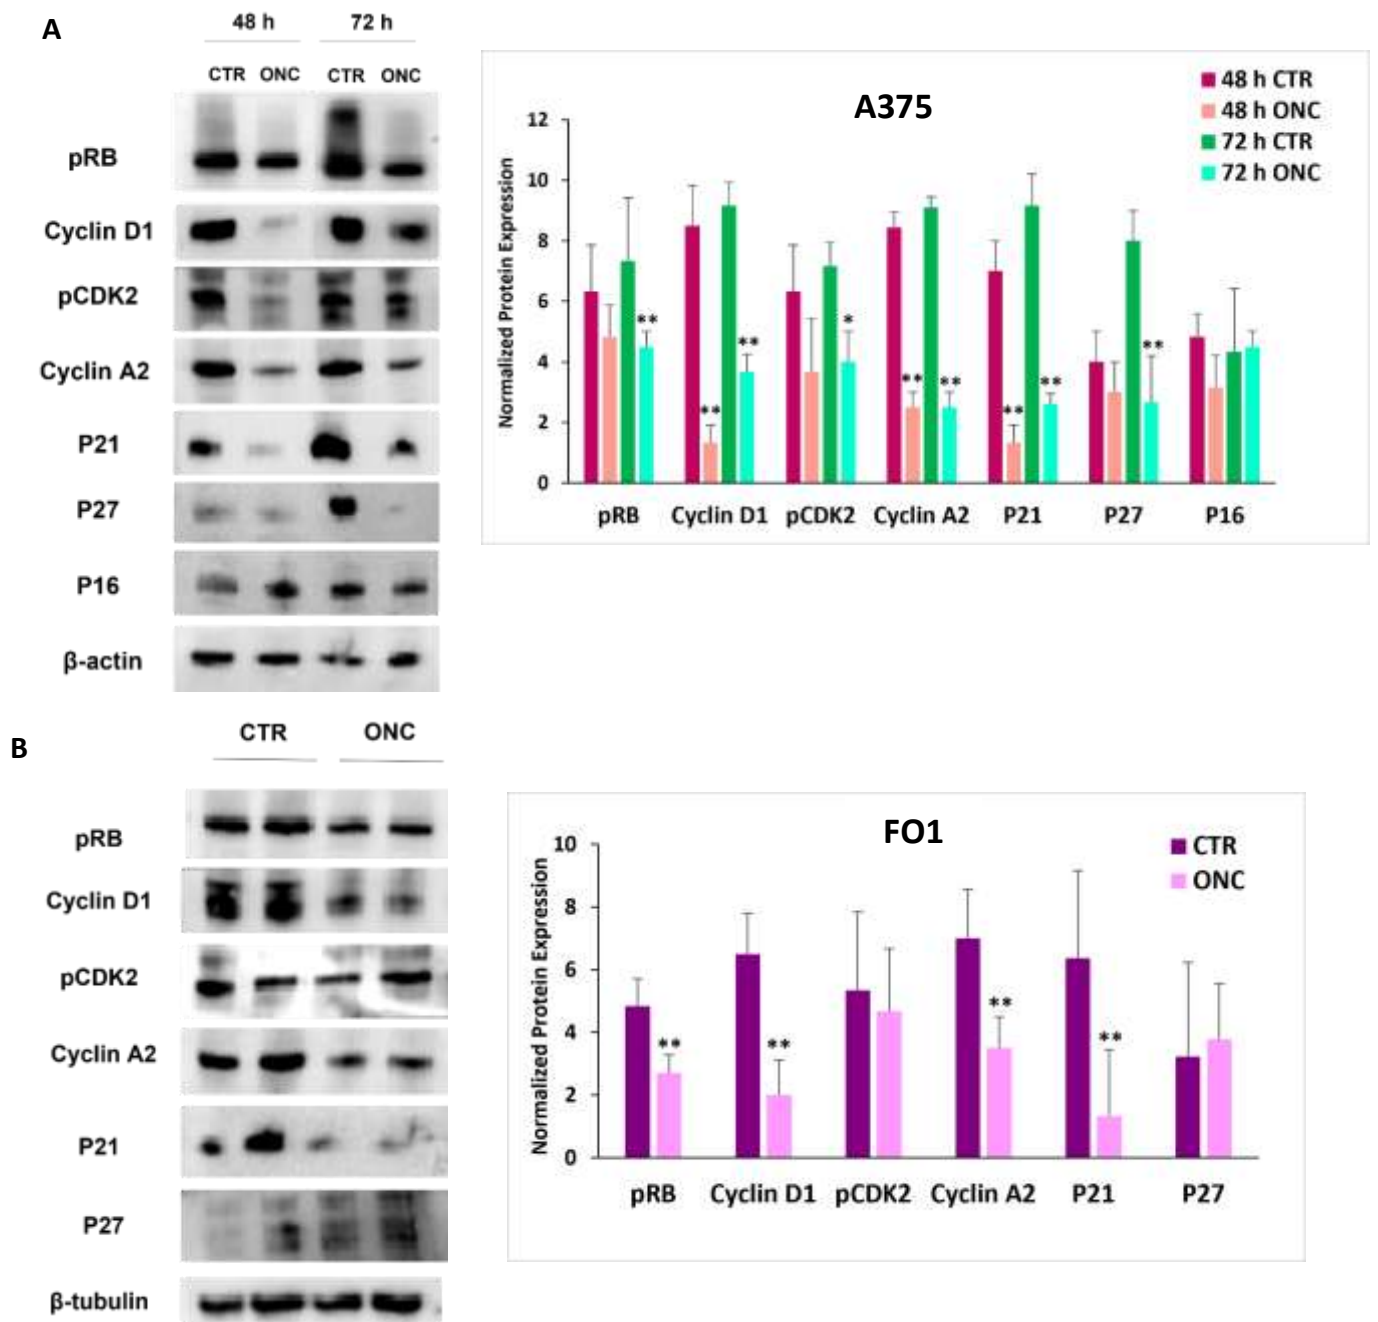 A
48 h 72 h
CTR ONC CTR ONC
pRB
Cyclin D1
pCDK2
Cyclin A2
P21
P27
P16
β-actin
A375
48 h CTR
48 h ONC
72 h CTR
72 h ONC
Normalized Protein Expression
12
10
8
6
4
2
0
** ** * ** ** ** ** ** **
pRB Cyclin D1 pCDK2 Cyclin A2 P21 P27 P16
B
CTR ONC
pRB
Cyclin D1
pCDK2
Cyclin A2
P21
P27
β-tubulin
FO1
CTR
ONC
Normalized Protein Expression
10
8
6
4
2
0
** ** ** **
pRB Cyclin D1 pCDK2 Cyclin A2 P21 P27